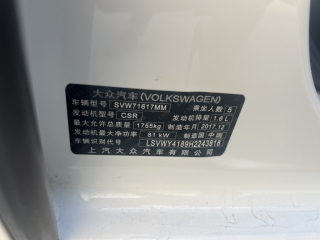 大众汽车(VOLKSWAGEN)
车辆型号 SVW71617MM 乘坐人数 5
发动机型号 CSR 发动机排量 1.6 L
最大允许总质量 1755kg 制造年月 2017.12
发动机最大净功率 81 kW 制造国 中国
车辆识别代号 LSVWY4189H2243818
上汽大众汽车有限公司